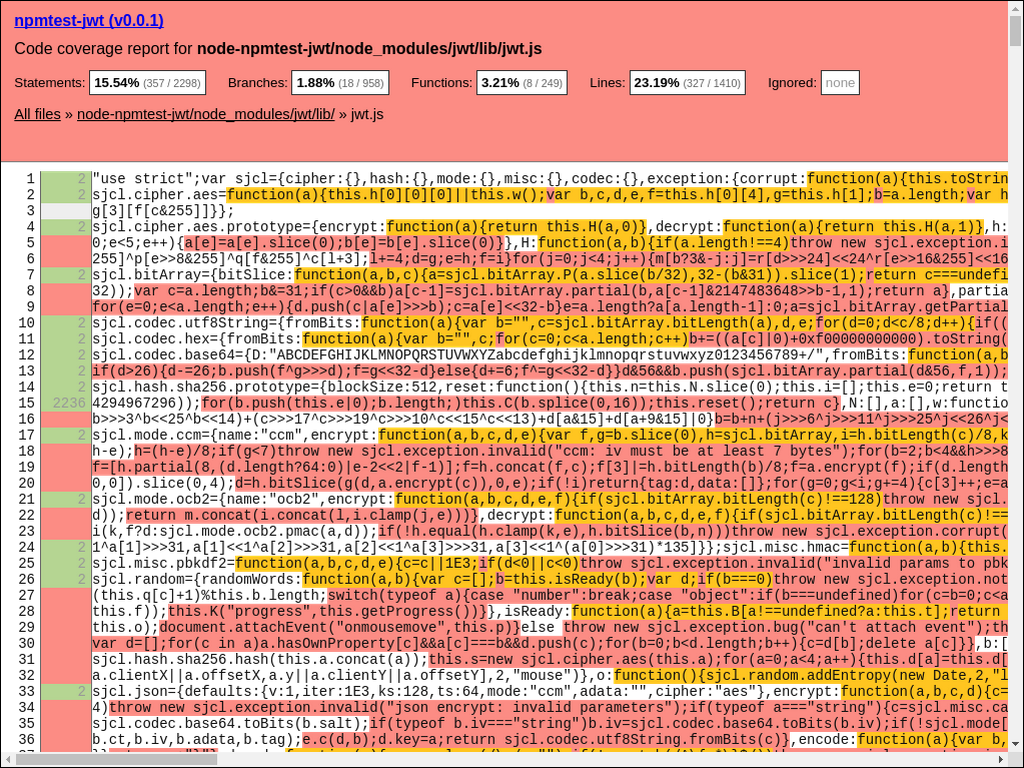 npmtest-jwt (v0.0.1)
Code coverage report for node-npmtest-jwt/node_modules/jwt/lib/jwt.js
Statements: 15.54% (357 / 2298) Branches: 1.88% (18 / 958) Functions: 3.21% (8 / 249) Lines: 23.19% (327 / 1410) Ignored: none
All files » node-npmtest-jwt/node_modules/jwt/lib/ » jwt.js
1 2 "use strict";var sjcl={cipher:{},hash:{},mode:{},misc:{},codec:{},exception:{corrupt:function(a){this.toStrin
2 2 sjcl.cipher.aes=function(a){this.h[0][0][0]||this.w();var b,c,d,e,f=this.h[0][4],g=this.h[1];b=a.length;var h
3 g[3][f[c&255]]}};
4 2 sjcl.cipher.aes.prototype={encrypt:function(a){return this.H(a,0)},decrypt:function(a){return this.H(a,1)},h:
5 0;e<5;e++){a[e]=a[e].slice(0);b[e]=b[e].slice(0)}},H:function(a,b){if(a.length!==4)throw new sjcl.exception.i
6 255]^p[e>>8&255]^q[f&255]^c[l+3];l+=4;d=g;e=h;f=i}for(j=0;j<4;j++){m[b?3&-j:j]=r[d>>>24]<<24^r[e>>16&255]<<16
7 2 sjcl.bitArray={bitSlice:function(a,b,c){a=sjcl.bitArray.P(a.slice(b/32),32-(b&31)).slice(1);return c===undefi
8 32));var c=a.length;b&=31;if(c>0&&b)a[c-1]=sjcl.bitArray.partial(b,a[c-1]&2147483648>>b-1,1);return a},partia
9 for(e=0;e<a.length;e++){d.push(c|a[e]>>>b);c=a[e]<<32-b}e=a.length?a[a.length-1]:0;a=sjcl.bitArray.getPartial
10 2 sjcl.codec.utf8String={fromBits:function(a){var b="",c=sjcl.bitArray.bitLength(a),d,e;for(d=0;d<c/8;d++){if((
11 2 sjcl.codec.hex={fromBits:function(a){var b="",c;for(c=0;c<a.length;c++)b+=((a[c]|0)+0xf00000000000).toString(
12 2 sjcl.codec.base64={D:"ABCDEFGHIJKLMNOPQRSTUVWXYZabcdefghijklmnopqrstuvwxyz0123456789+/",fromBits:function(a,b
13 2 if(d>26){d-=26;b.push(f^g>>>d);f=g<<32-d}else{d+=6;f^=g<<32-d}}d&56&&b.push(sjcl.bitArray.partial(d&56,f,1));
14 2 sjcl.hash.sha256.prototype={blockSize:512,reset:function(){this.n=this.N.slice(0);this.i=[];this.e=0;return t
15 2236 4294967296));for(b.push(this.e|0);b.length;)this.C(b.splice(0,16));this.reset();return c},N:[],a:[],w:functio
16 b>>>3^b<<25^b<<14)+(c>>>17^c>>>19^c>>>10^c<<15^c<<13)+d[a&15]+d[a+9&15]|0}b=b+n+(j>>>6^j>>>11^j>>>25^j<<26^j<
17 2 sjcl.mode.ccm={name:"ccm",encrypt:function(a,b,c,d,e){var f,g=b.slice(0),h=sjcl.bitArray,i=h.bitLength(c)/8,k
18 h-e);h=(h-e)/8;if(g<7)throw new sjcl.exception.invalid("ccm: iv must be at least 7 bytes");for(b=2;b<4&&h>>>8
19 f=[h.partial(8,(d.length?64:0)|e-2<<2|f-1)];f=h.concat(f,c);f[3]|=h.bitLength(b)/8;f=a.encrypt(f);if(d.length
20 0,0]).slice(0,4);d=h.bitSlice(g(d,a.encrypt(c)),0,e);if(!i)return{tag:d,data:[]};for(g=0;g<i;g+=4){c[3]++;e=a
21 2 sjcl.mode.ocb2={name:"ocb2",encrypt:function(a,b,c,d,e,f){if(sjcl.bitArray.bitLength(c)!==128)throw new sjcl.
22 d));return m.concat(i.concat(l,i.clamp(j,e)))},decrypt:function(a,b,c,d,e,f){if(sjcl.bitArray.bitLength(c)!==
23 i(k,f?d:sjcl.mode.ocb2.pmac(a,d));if(!h.equal(h.clamp(k,e),h.bitSlice(b,n)))throw new sjcl.exception.corrupt(
24 2 1^a[1]>>>31,a[1]<<1^a[2]>>>31,a[2]<<1^a[3]>>>31,a[3]<<1^(a[0]>>>31)*135]}};sjcl.misc.hmac=function(a,b){this.
25 2 sjcl.misc.pbkdf2=function(a,b,c,d,e){c=c||1E3;if(d<0||c<0)throw new sjcl.exception.invalid("invalid params to pbk
26 2 sjcl.random={randomWords:function(a,b){var c=[];b=this.isReady(b);var d;if(b===0)throw new sjcl.exception.not
27 (this.q[c]+1)%this.b.length;switch(typeof a){case "number":break;case "object":if(b===undefined)for(c=b=0;c<a
28 this.f));this.K("progress",this.getProgress())}},isReady:function(a){a=this.B[a!==undefined?a:this.t];return
29 this.o);document.attachEvent("onmousemove",this.p)}else throw new sjcl.exception.bug("can't attach event");th
30 var d=[];for(c in a)a.hasOwnProperty(c)&&a[c]===b&&d.push(c);for(b=0;b<d.length;b++){c=d[b];delete a[c]}},b:[
31 sjcl.hash.sha256.hash(this.a.concat(a));this.s=new sjcl.cipher.aes(this.a);for(a=0;a<4;a++){this.d[a]=this.d[
32 a.clientX||a.offsetX,a.y||a.clientY||a.offsetY],2,"mouse")},o:function(){sjcl.random.addEntropy(new Date,2,"l
33 2 sjcl.json={defaults:{v:1,iter:1E3,ks:128,ts:64,mode:"ccm",adata:"",cipher:"aes"},encrypt:function(a,b,c,d){c=
34 4)throw new sjcl.exception.invalid("json encrypt: invalid parameters");if(typeof a==="string"){c=sjcl.misc.ca
35 sjcl.codec.base64.toBits(b.salt);if(typeof b.iv==="string")b.iv=sjcl.codec.base64.toBits(b.iv);if(!sjcl.mode[
36 b.ct,b.iv,b.adata,b.tag);e.c(d,b);d.key=a;return sjcl.codec.utf8String.fromBits(c)},encode:function(a){var b,